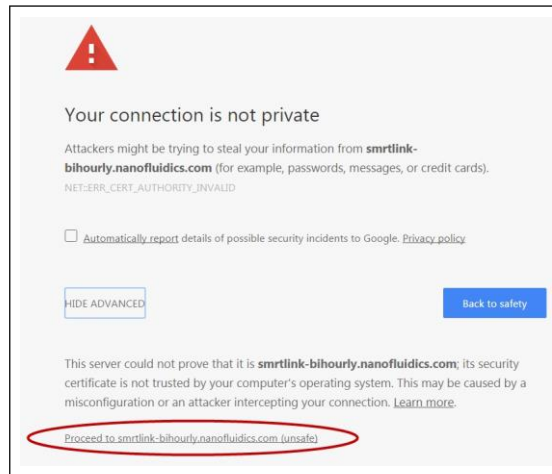 Your connection is not private
Attackers might be trying to steal your information from smrtlink-
bihourly.nanofluidics.com (for example, passwords, messages, or credit cards).
NET::ERR_CERT_AUTHORITY_INVALID
Automatically report details of possible security incidents to Google. Privacy policy
HIDE ADVANCED
Back to safety
This server could not prove that it is smrtlink-bihourly.nanofluidics.com; its security
certificate is not trusted by your computer's operating system. This may be caused by a
misconfiguration or an attacker intercepting your connection. Learn more.
Proceed to smrtlink-bihourly.nanofluidics.com (unsafe)